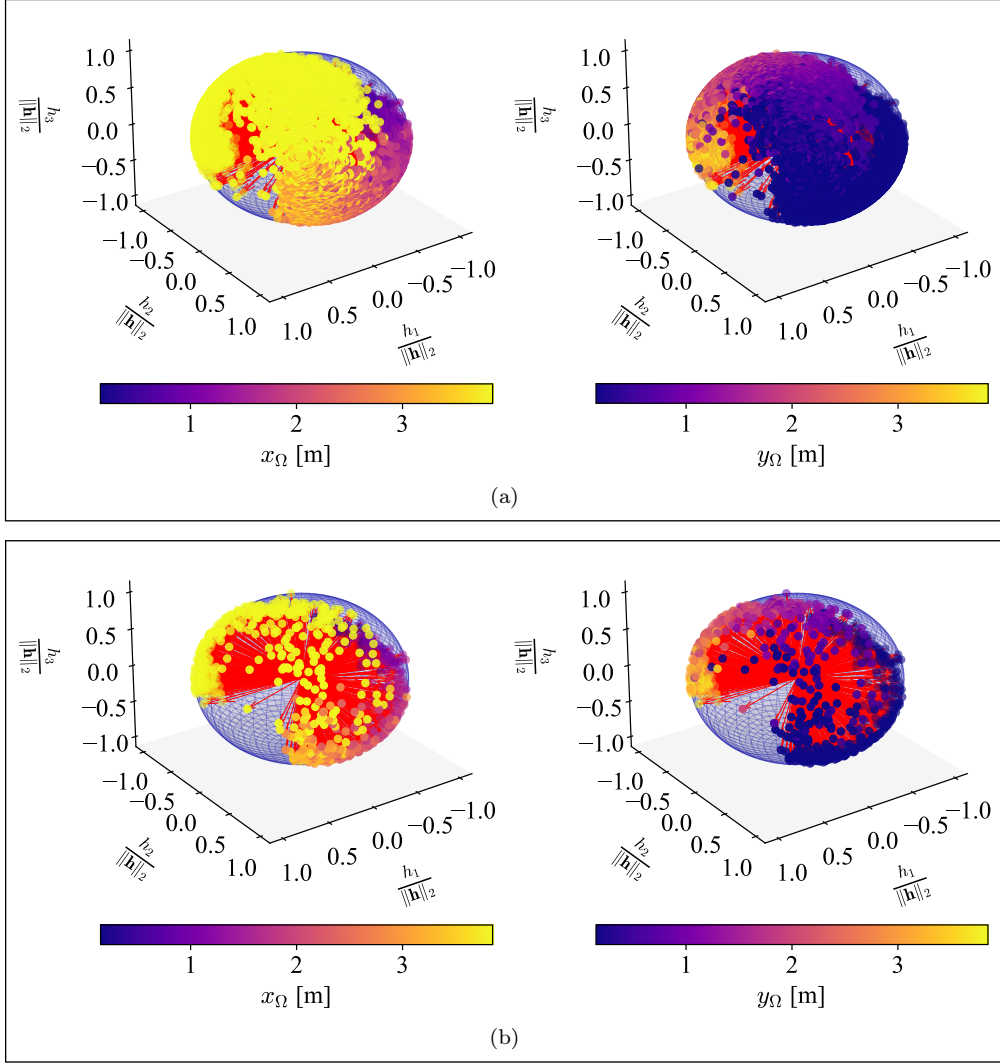 1.0
0.5
0.0
−0.5
−1.0
h₃
‖h‖₂
−1.0
−0.5
0.0
0.5
1.0
h₂
‖h‖₂
1.0
0.5
0.0
−0.5
−1.0
h₁
‖h‖₂
1 2 3
x_Ω [m]
1.0
0.5
0.0
−0.5
−1.0
h₃
‖h‖₂
−1.0
−0.5
0.0
0.5
1.0
h₂
‖h‖₂
1.0
0.5
0.0
−0.5
−1.0
h₁
‖h‖₂
1 2 3
y_Ω [m]
(a)
1.0
0.5
0.0
−0.5
−1.0
h₃
‖h‖₂
−1.0
−0.5
0.0
0.5
1.0
h₂
‖h‖₂
1.0
0.5
0.0
−0.5
−1.0
h₁
‖h‖₂
1 2 3
x_Ω [m]
1.0
0.5
0.0
−0.5
−1.0
h₃
‖h‖₂
−1.0
−0.5
0.0
0.5
1.0
h₂
‖h‖₂
1.0
0.5
0.0
−0.5
−1.0
h₁
‖h‖₂
1 2 3
y_Ω [m]
(b)